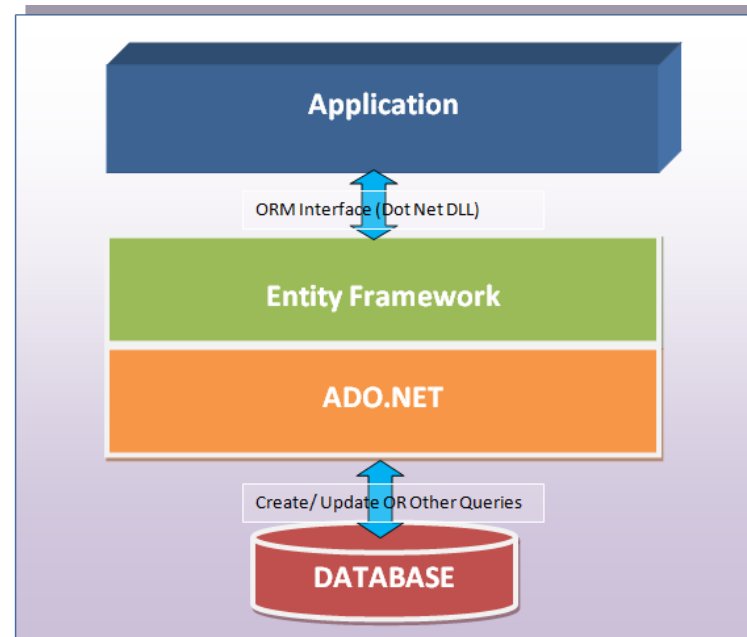 Application
ORM Interface (Dot Net DLL)
Entity Framework
ADO.NET
Create/ Update OR Other Queries
DATABASE